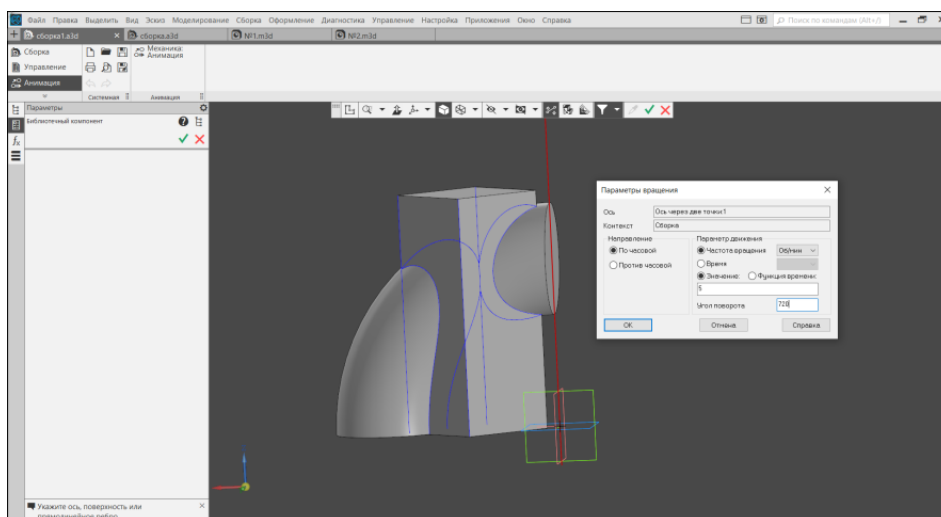 Файл Правка Выделить Вид Эскиз Моделирование Сборка Оформление Диагностика Управление Настройка Приложения Окно Справка
Поиск по командам (Alt+/)
сборка1.a3d
сборка.a3d
№1.m3d
№2.m3d
Сборка
Управление
Анимация
Механика:
Анимация
Системная
Анимация
Параметры
Библиотечный компонент
Параметры вращения
Ось
Ось через две точки:1
Контекст
Сборка
Направление
По часовой
Против часовой
Параметр движения
Частота вращения
Об/мин
Время
Значение:
Функция времени:
5
Угол поворота
720
ОК
Отмена
Справка
Укажите ось, поверхность или
прямолинейное ребро